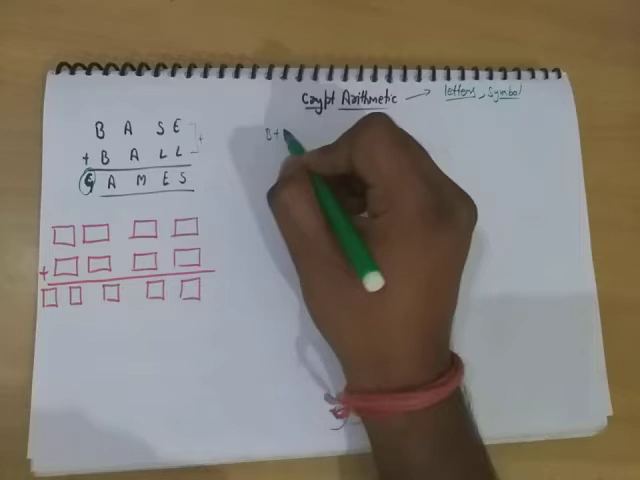 Crypt Arithmetic → letters, Symbol
B A S E
+ B A L L +
G A M E S
B+
+